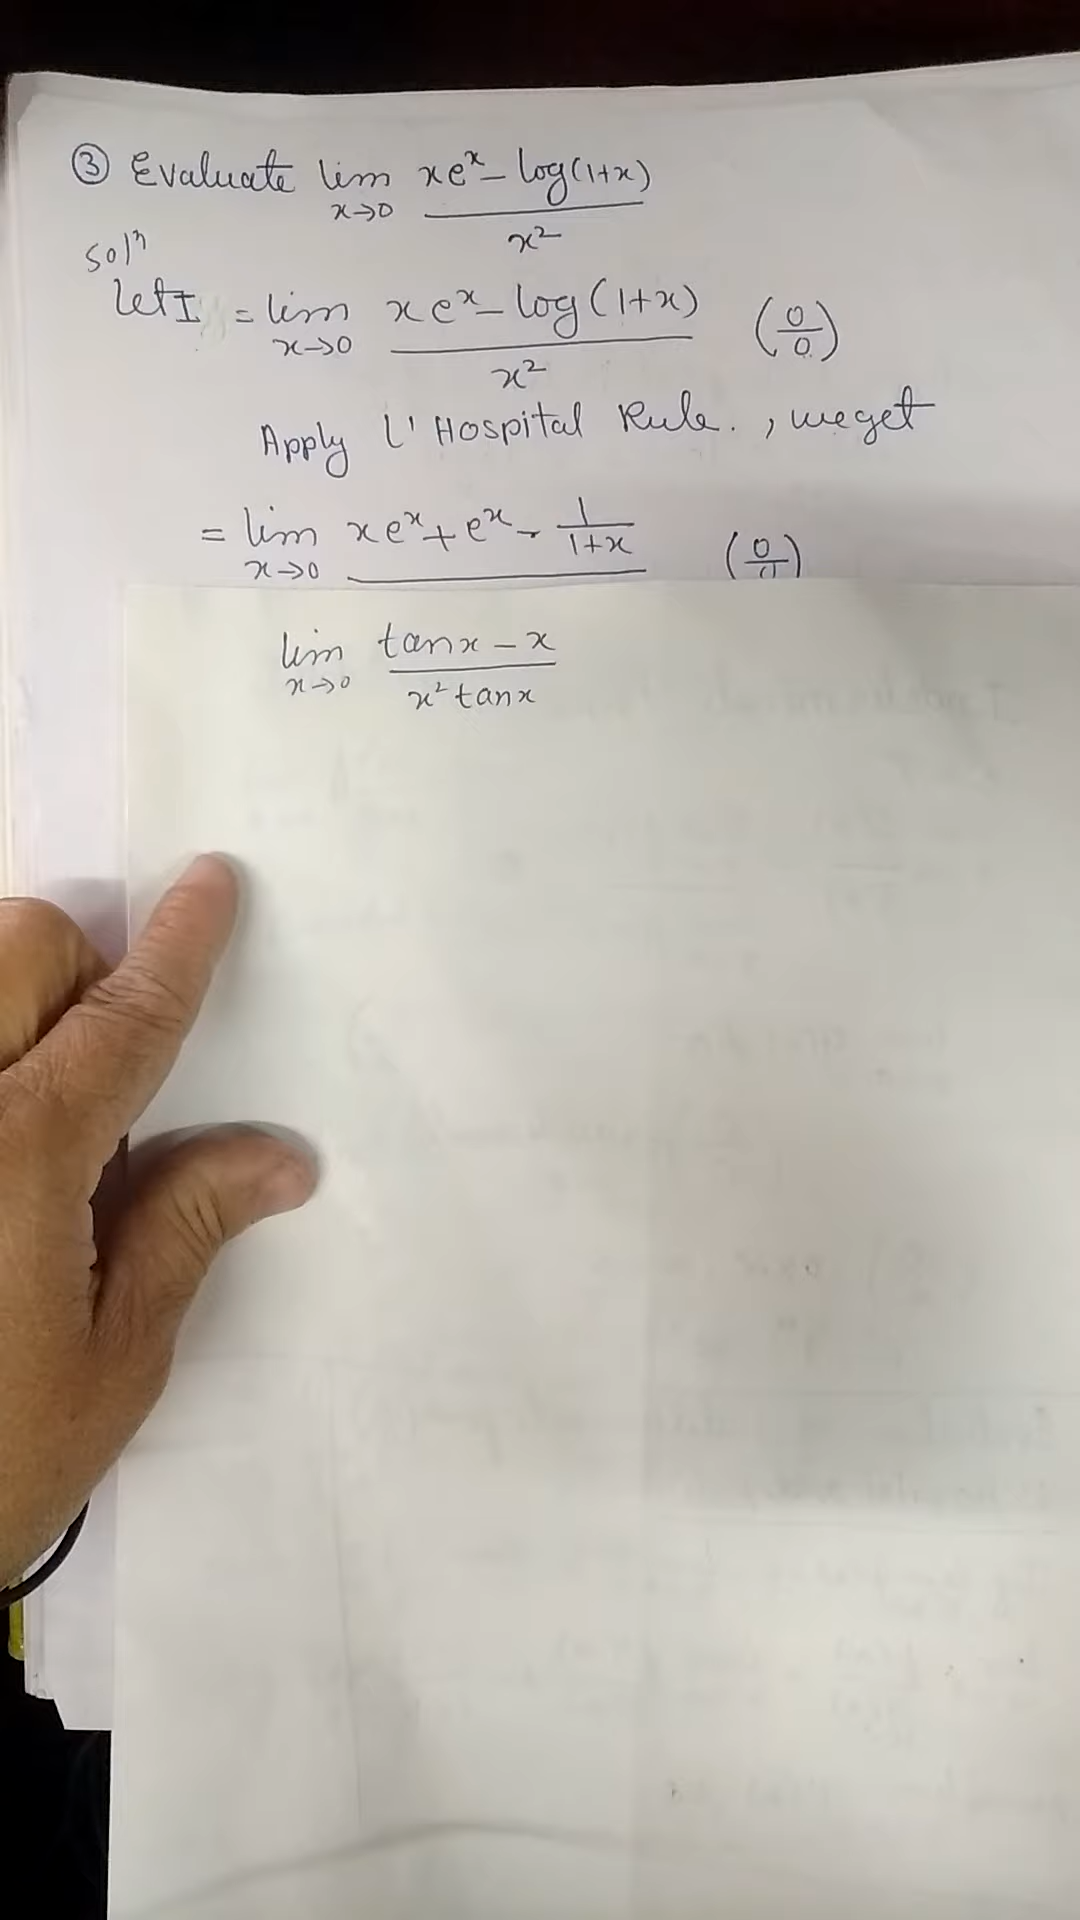 ③ Evaluate lim x→0 xeˣ - log(1+x) / x²
Solⁿ
Let I = lim x→0 xeˣ - log(1+x) / x² (0/0)
Apply L' Hospital Rule., we get
= lim x→0 xeˣ + eˣ - 1/1+x (0/0)
lim x→0 tanx - x / x² tanx